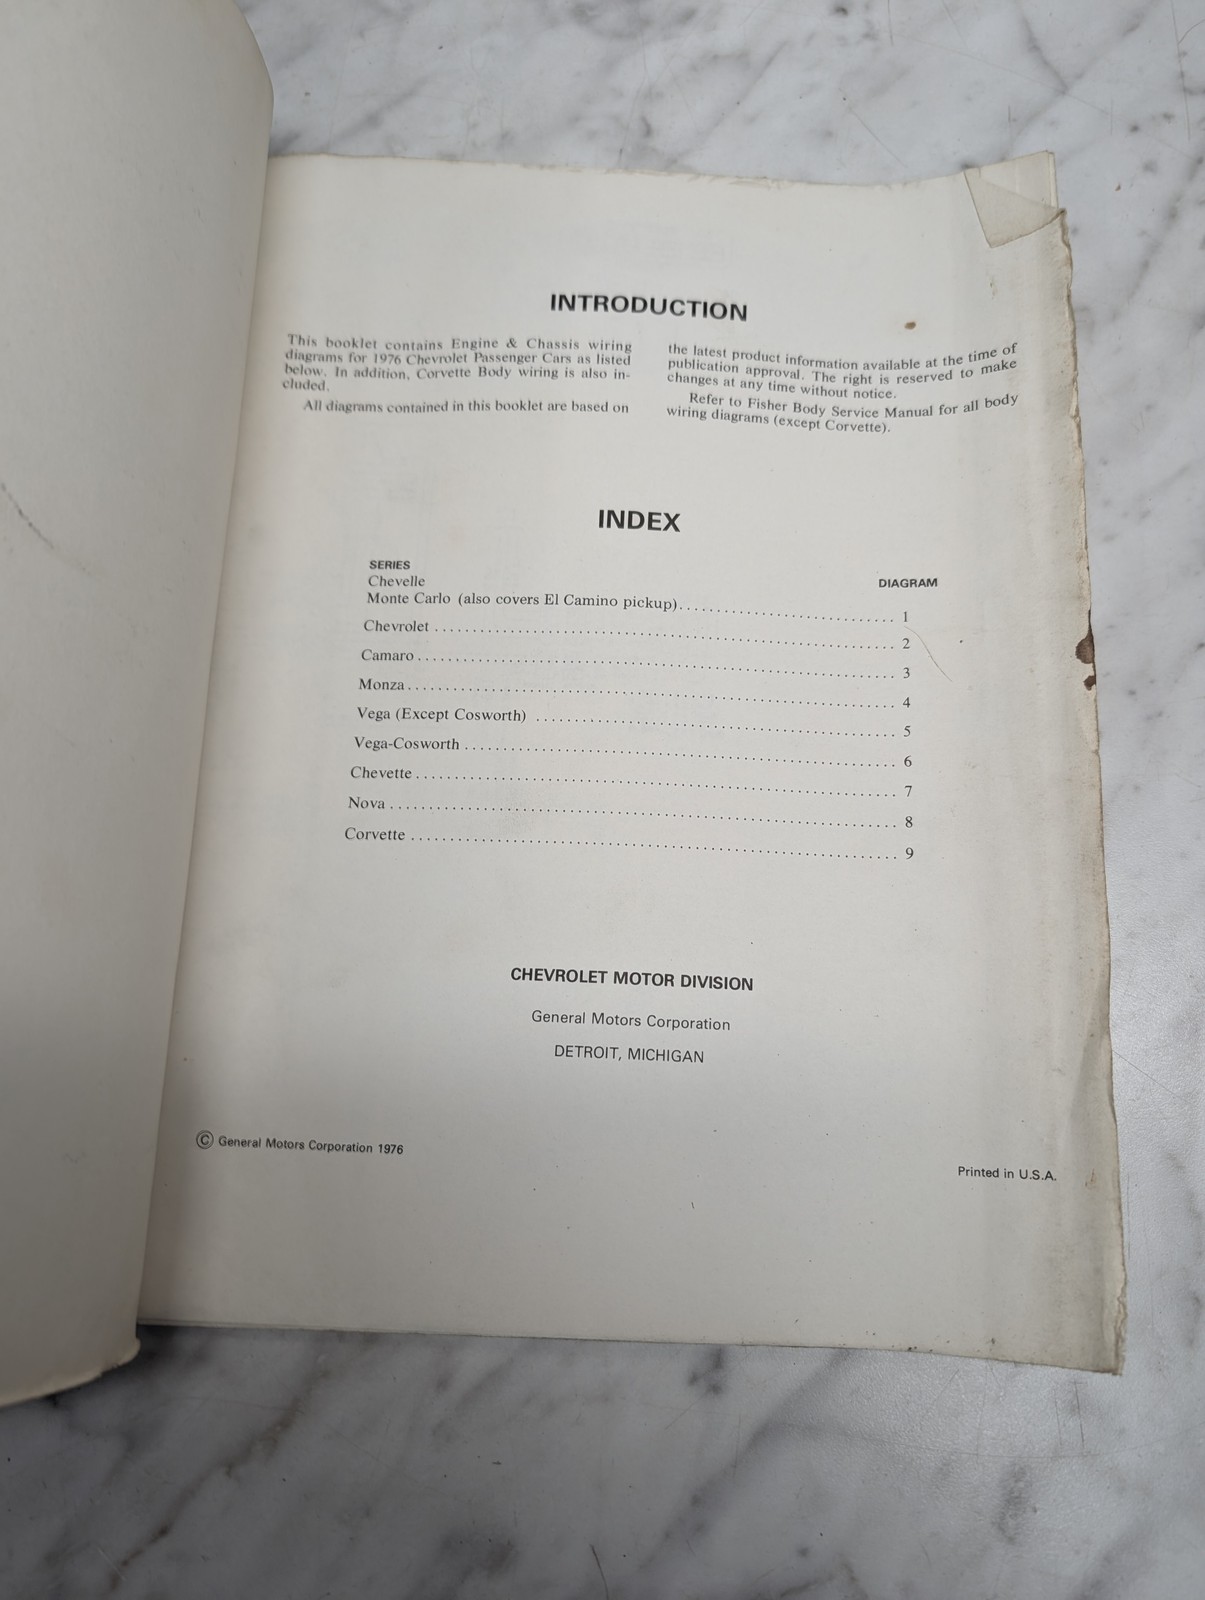 INTRODUCTION
This booklet contains Engine & Chassis wiring
diagrams for 1976 Chevrolet Passenger Cars as listed
below. In addition, Corvette Body wiring is also in-
cluded.
All diagrams contained in this booklet are based on
the latest product information available at the time of
publication approval. The right is reserved to make
changes at any time without notice.
Refer to Fisher Body Service Manual for all body
wiring diagrams (except Corvette).
INDEX
SERIES DIAGRAM
Chevelle
Monte Carlo (also covers El Camino pickup) 1
Chevrolet 2
Camaro 3
Monza 4
Vega (Except Cosworth) 5
Vega-Cosworth 6
Chevette 7
Nova 8
Corvette 9
CHEVROLET MOTOR DIVISION
General Motors Corporation
DETROIT, MICHIGAN
© General Motors Corporation 1976
Printed in U.S.A.